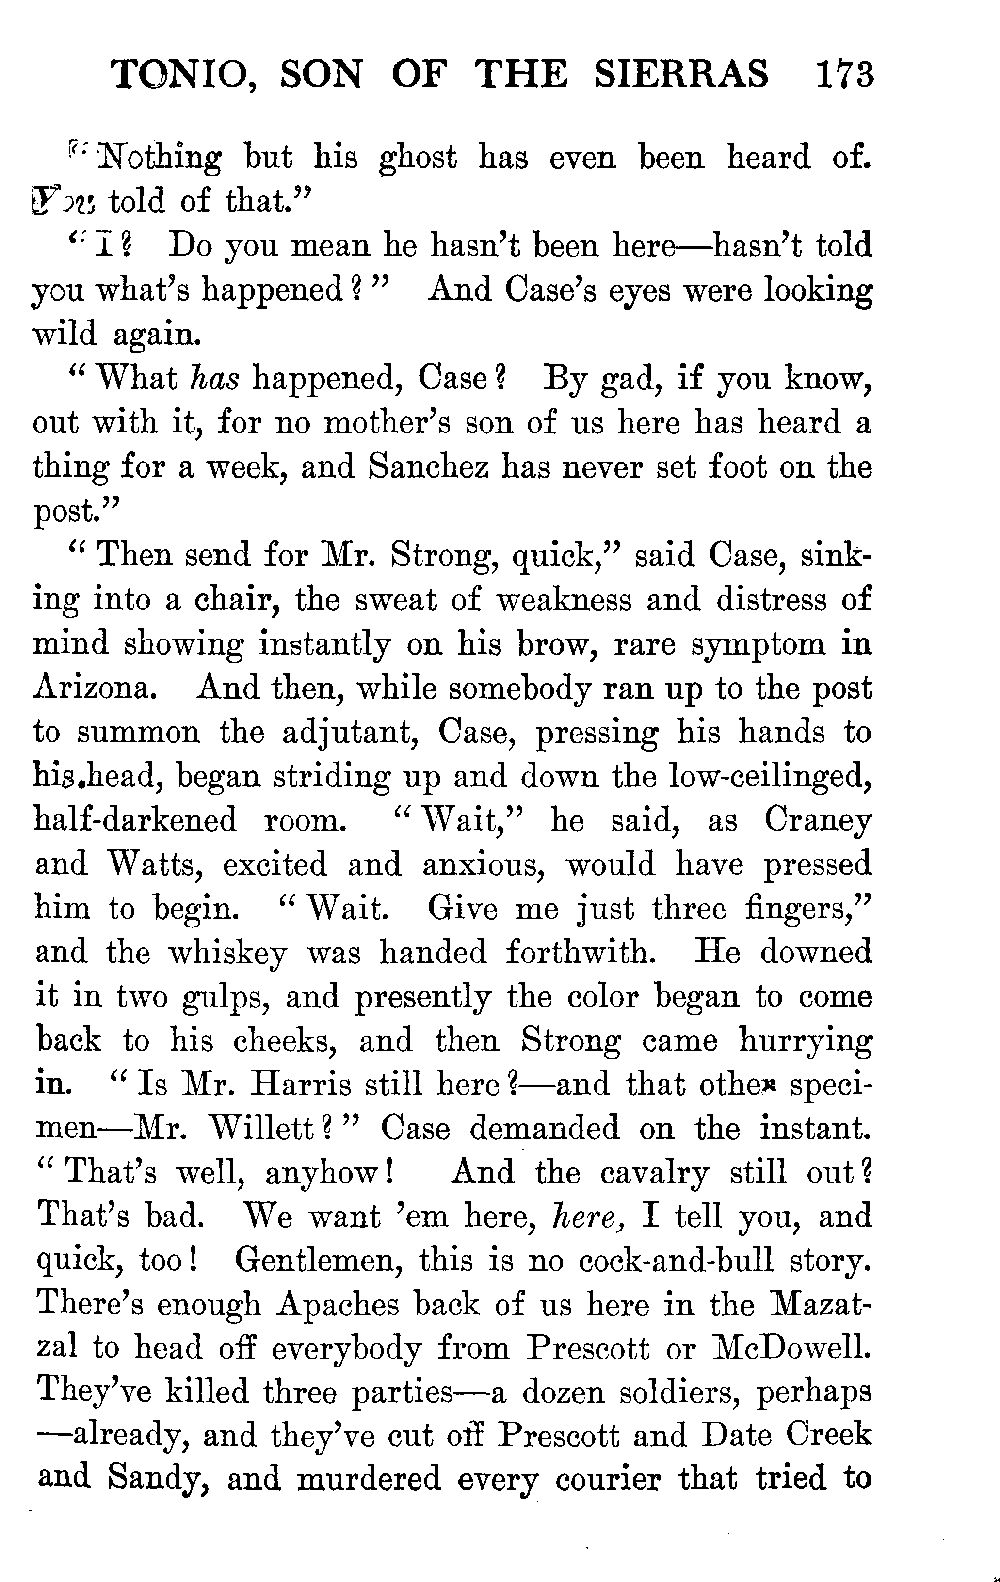 TONIO, SON OF THE SIERRAS 173
"Nothing but his ghost has even been heard of.
You told of that."
"I? Do you mean he hasn't been here—hasn't told
you what's happened?" And Case's eyes were looking
wild again.
"What has happened, Case? By gad, if you know,
out with it, for no mother's son of us here has heard a
thing for a week, and Sanchez has never set foot on the
post."
"Then send for Mr. Strong, quick," said Case, sink-
ing into a chair, the sweat of weakness and distress of
mind showing instantly on his brow, rare symptom in
Arizona. And then, while somebody ran up to the post
to summon the adjutant, Case, pressing his hands to
his head, began striding up and down the low-ceilinged,
half-darkened room. "Wait," he said, as Craney
and Watts, excited and anxious, would have pressed
him to begin. "Wait. Give me just three fingers,"
and the whiskey was handed forthwith. He downed
it in two gulps, and presently the color began to come
back to his cheeks, and then Strong came hurrying
in. "Is Mr. Harris still here?—and that other speci-
men—Mr. Willett?" Case demanded on the instant.
"That's well, anyhow! And the cavalry still out?
That's bad. We want 'em here, here, I tell you, and
quick, too! Gentlemen, this is no cock-and-bull story.
There's enough Apaches back of us here in the Mazat-
zal to head off everybody from Prescott or McDowell.
They've killed three parties—a dozen soldiers, perhaps
—already, and they've cut off Prescott and Date Creek
and Sandy, and murdered every courier that tried to